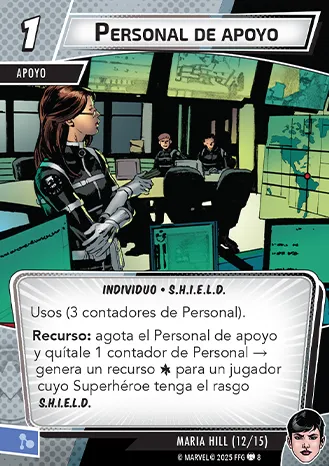 1
PERSONAL DE APOYO
APOYO
INDIVIDUO • S.H.I.E.L.D.
Usos (3 contadores de Personal).
Recurso: agota el Personal de apoyo
y quítale 1 contador de Personal →
genera un recurso para un jugador
cuyo Superhéroe tenga el rasgo
S.H.I.E.L.D.
MARIA HILL (12/15)
© MARVEL © 2025 FFG 8